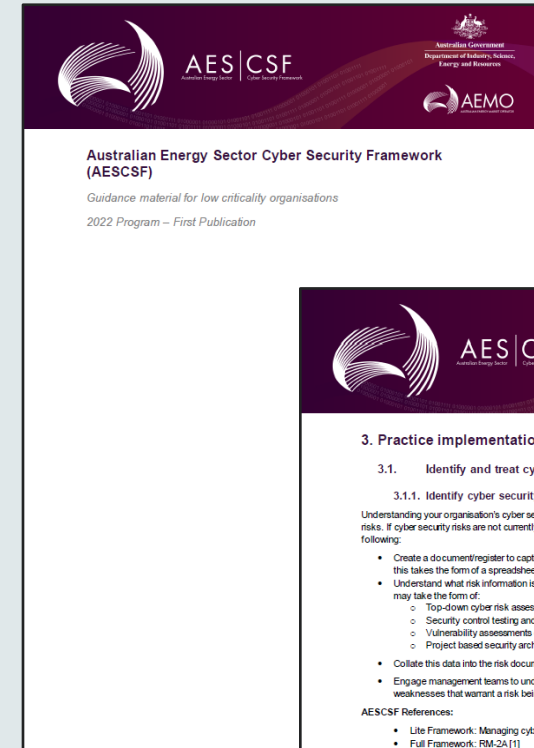 AES CSF
Australian Energy Sector Cyber Security Framework
Australian Government
Department of Industry, Science,
Energy and Resources
AEMO
AUSTRALIAN ENERGY MARKET OPERATOR
Australian Energy Sector Cyber Security Framework
(AESCSF)
Guidance material for low criticality organisations
2022 Program – First Publication
AES
Australian Energy Sector
3. Practice implementatio
3.1. Identify and treat cy
3.1.1. Identify cyber securit
Understanding your organisation's cyber se
risks. If cyber security risks are not currentl
following:
• Create a document/register to capt
this takes the form of a spreadshee
• Understand what risk information is
may take the form of:
o Top-down cyber risk asses
o Security control testing and
o Vulnerability assessments
o Project based security arch
• Collate this data into the risk docum
• Engage management teams to und
weaknesses that warrant a risk bei
AESCSF References:
• Lite Framework: Managing cyb
• Full Framework: RM-2A [1]